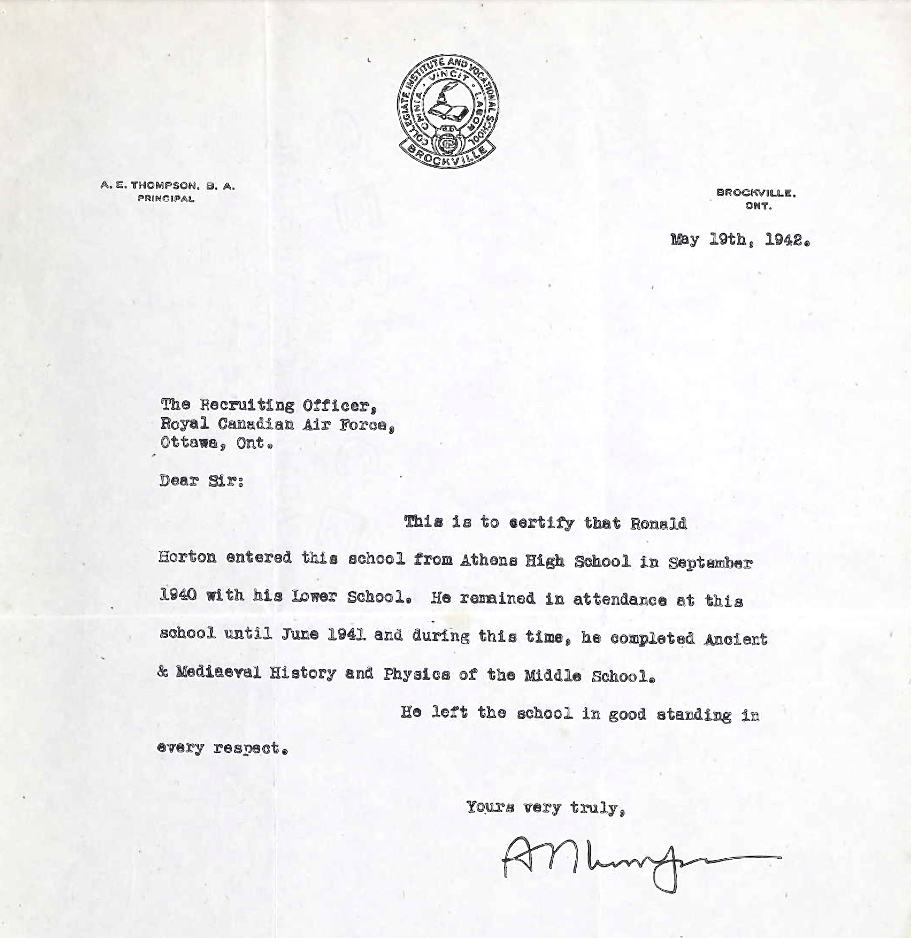 COLLEGIATE INSTITUTE AND VOCATIONAL SCHOOL
OMNIA · VINCIT · LABOR
BROCKVILLE
A. E. THOMPSON, B. A.
PRINCIPAL
BROCKVILLE,
ONT.
May 19th, 1942.
The Recruiting Officer,
Royal Canadian Air Force,
Ottawa, Ont.
Dear Sir:
This is to certify that Ronald
Horton entered this school from Athens High School in September
1940 with his Lower School. He remained in attendance at this
school until June 1941 and during this time, he completed Ancient
& Mediaeval History and Physics of the Middle School.
He left the school in good standing in
every respect.
Yours very truly,